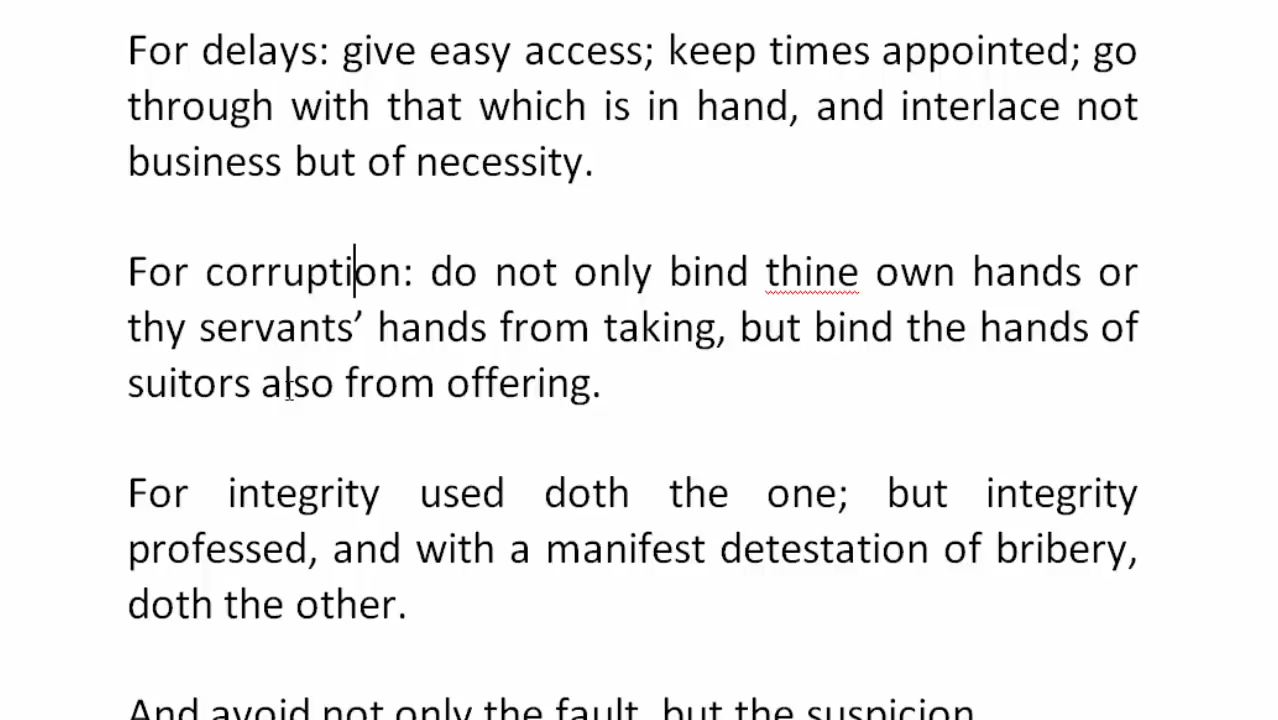 For delays: give easy access; keep times appointed; go
through with that which is in hand, and interlace not
business but of necessity.
For corruption: do not only bind thine own hands or
thy servants’ hands from taking, but bind the hands of
suitors also from offering.
For integrity used doth the one; but integrity
professed, and with a manifest detestation of bribery,
doth the other.
And avoid not only the fault, but the suspicion.